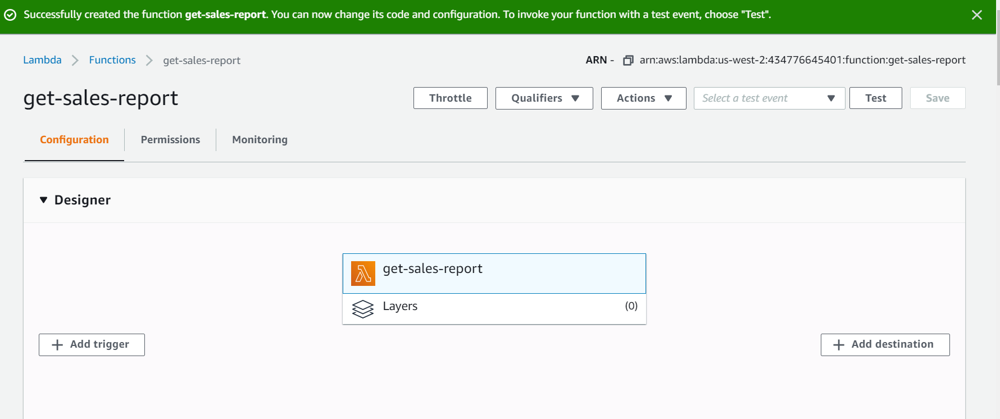 Successfully created the function get-sales-report. You can now change its code and configuration. To invoke your function with a test event, choose "Test".
Lambda Functions get-sales-report ARN - arn:aws:lambda:us-west-2:434776645401:function:get-sales-report
get-sales-report Throttle Qualifiers Actions Select a test event Test Save
Configuration Permissions Monitoring
Designer
get-sales-report
Layers (0)
Add trigger Add destination